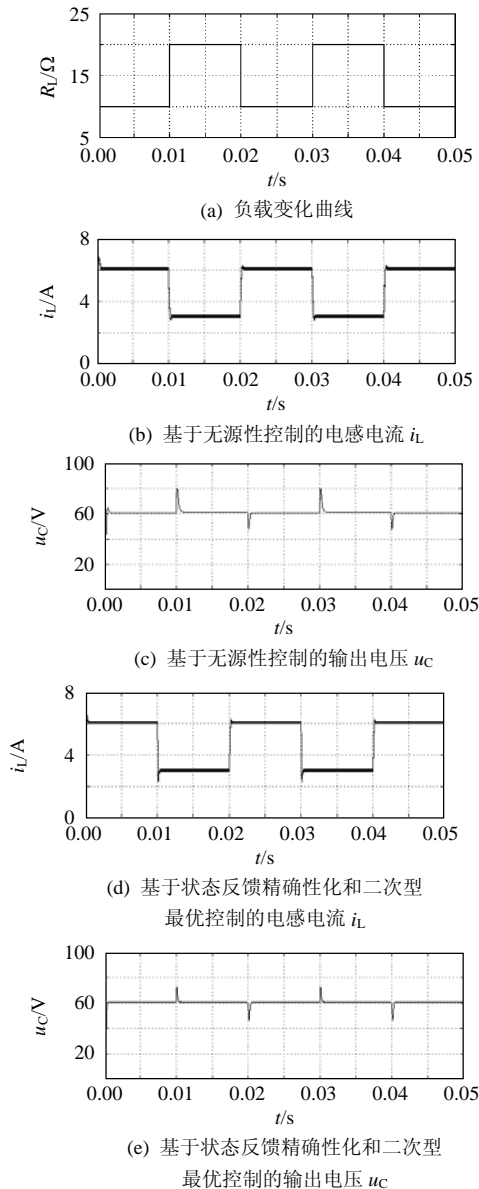 25
15
5
R_L/Ω
0.00 0.01 0.02 0.03 0.04 0.05
t/s
(a) 负载变化曲线
8
4
0
i_L/A
0.00 0.01 0.02 0.03 0.04 0.05
t/s
(b) 基于无源性控制的电感电流 i_L
100
60
20
u_C/V
0.00 0.01 0.02 0.03 0.04 0.05
t/s
(c) 基于无源性控制的输出电压 u_C
8
4
0
i_L/A
0.00 0.01 0.02 0.03 0.04 0.05
t/s
(d) 基于状态反馈精确性化和二次型
最优控制的电感电流 i_L
100
60
20
u_C/V
0.00 0.01 0.02 0.03 0.04 0.05
t/s
(e) 基于状态反馈精确性化和二次型
最优控制的输出电压 u_C